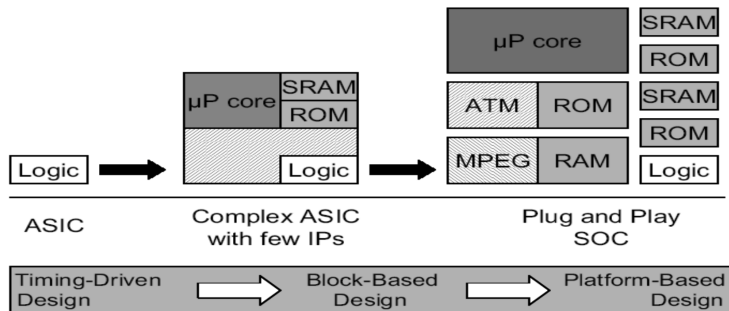 Logic
μP core
SRAM
ROM
Logic
μP core
ATM
ROM
MPEG
RAM
SRAM
ROM
SRAM
ROM
Logic
ASIC
Complex ASIC
with few IPs
Plug and Play
SOC
Timing-Driven
Design
Block-Based
Design
Platform-Based
Design